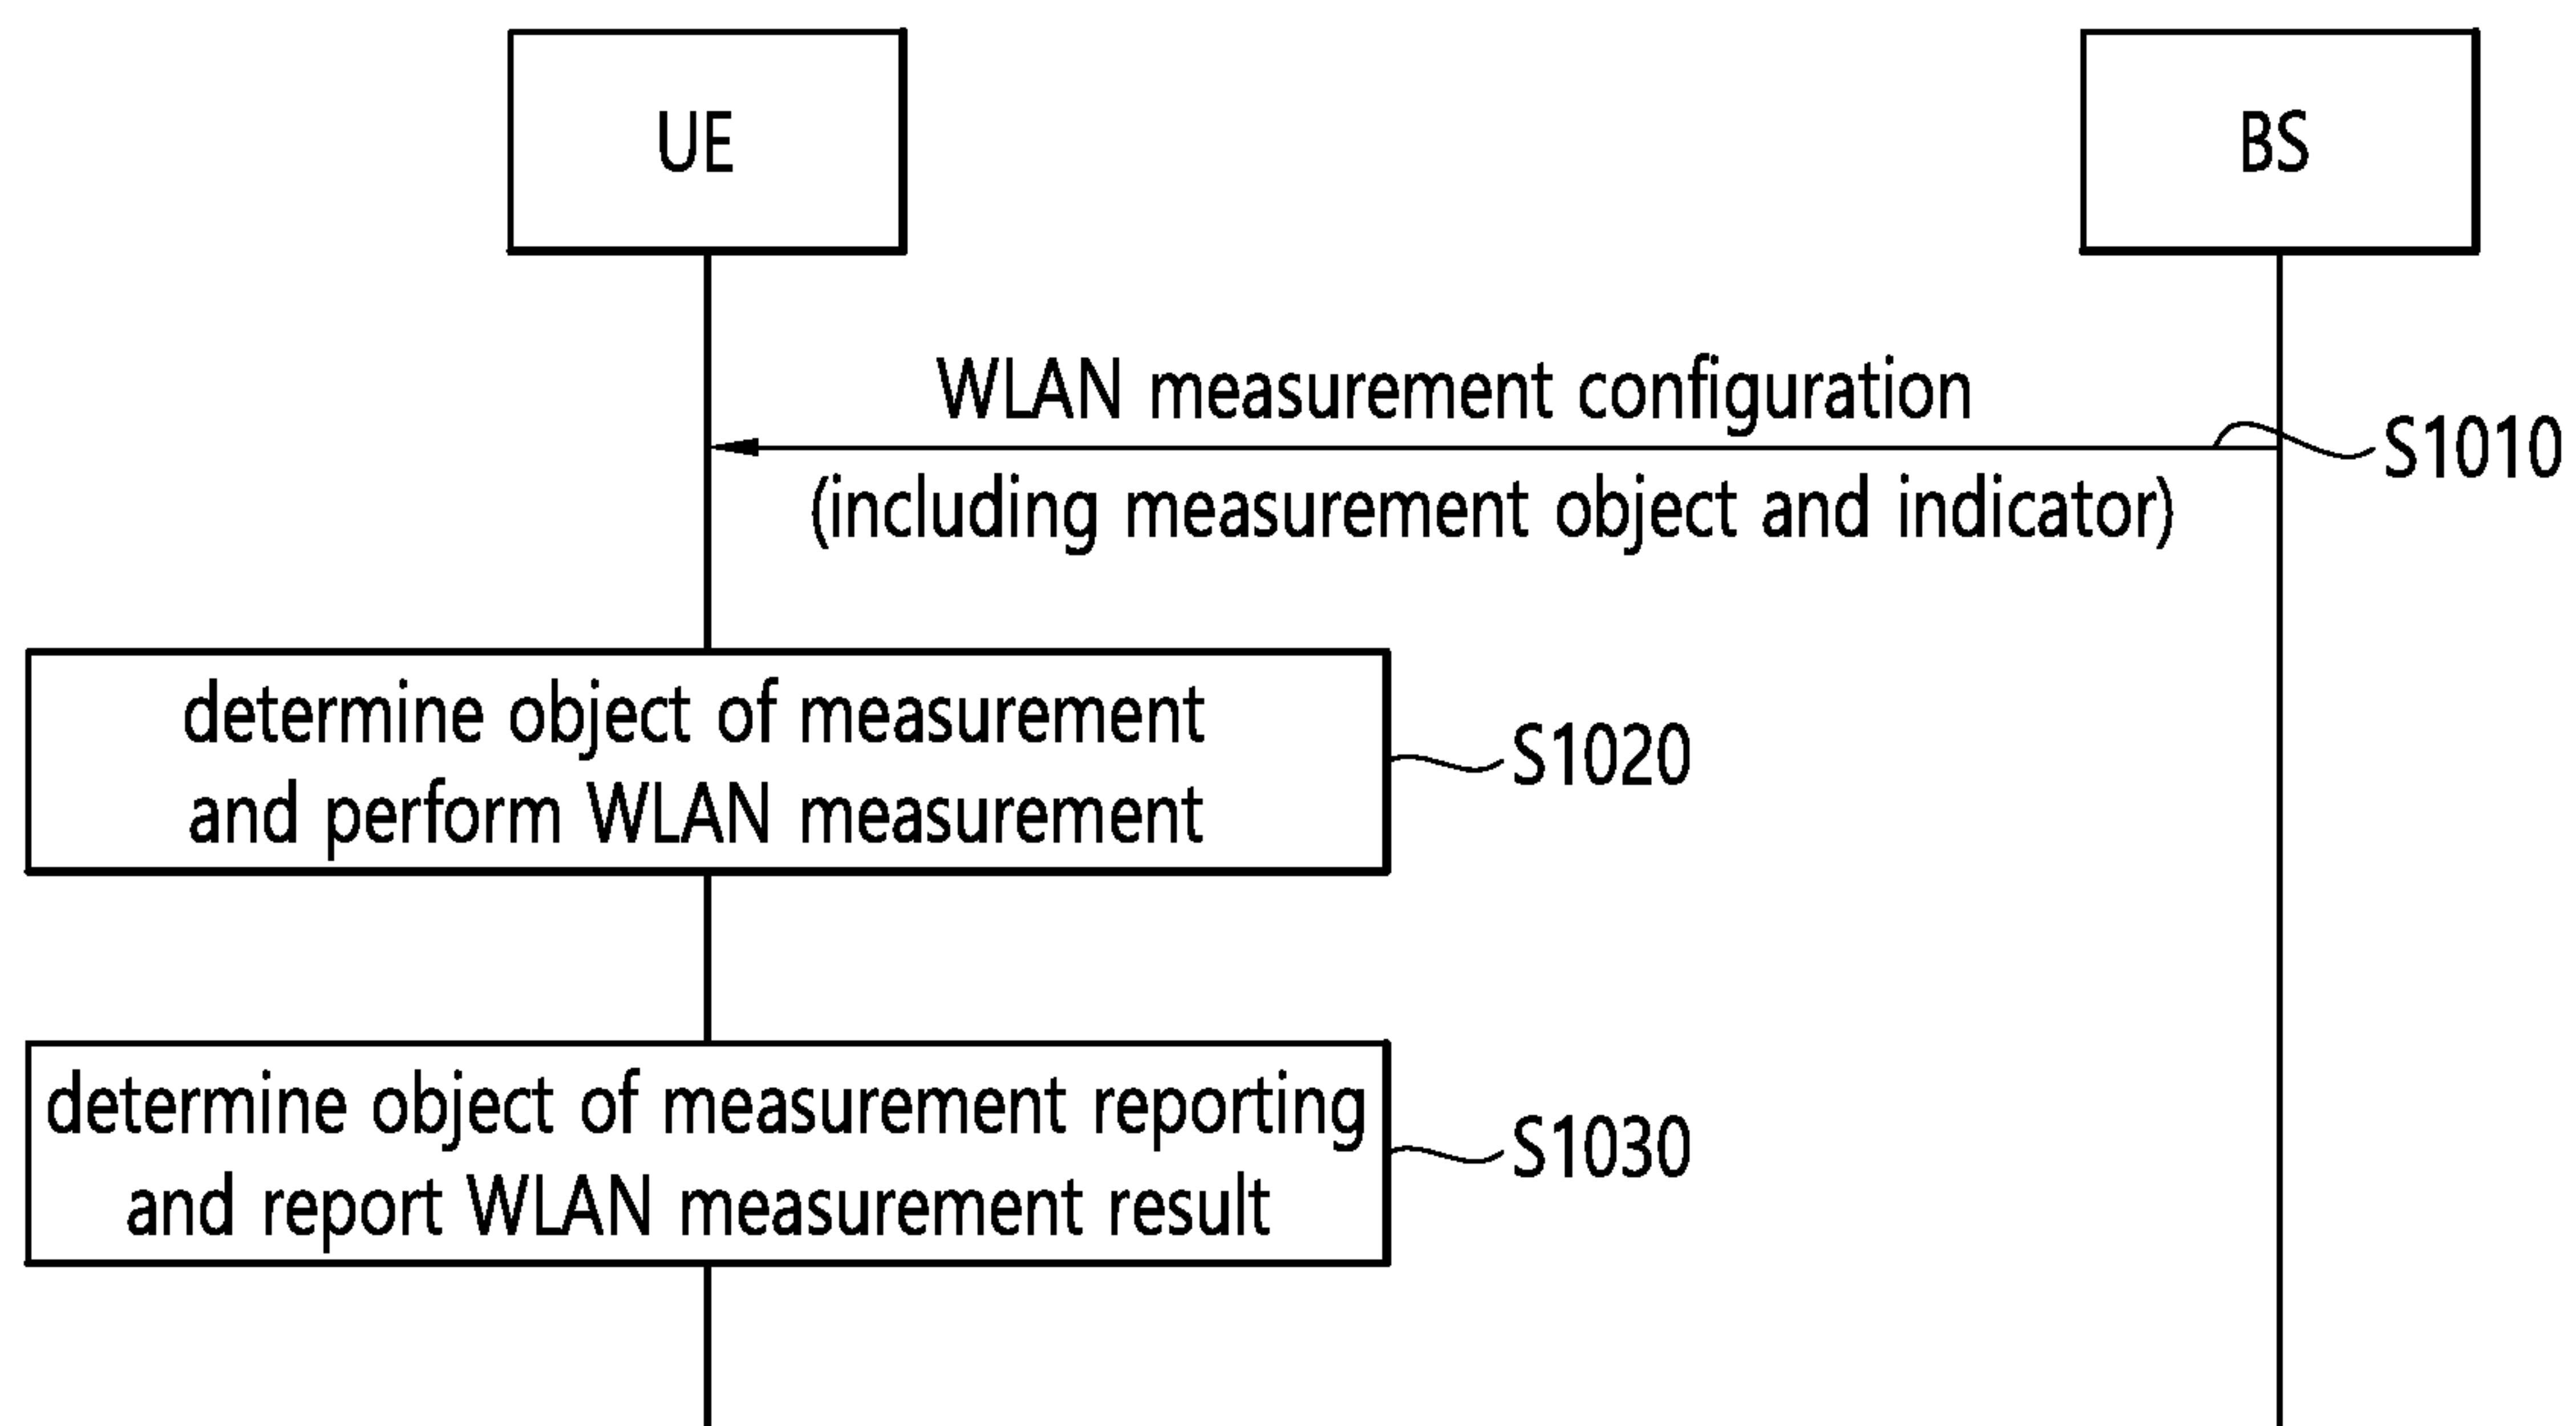 UE
BS
WLAN measurement configuration
S1010
(including measurement object and indicator)
determine object of measurement
and perform WLAN measurement
S1020
determine object of measurement reporting
and report WLAN measurement result
S1030